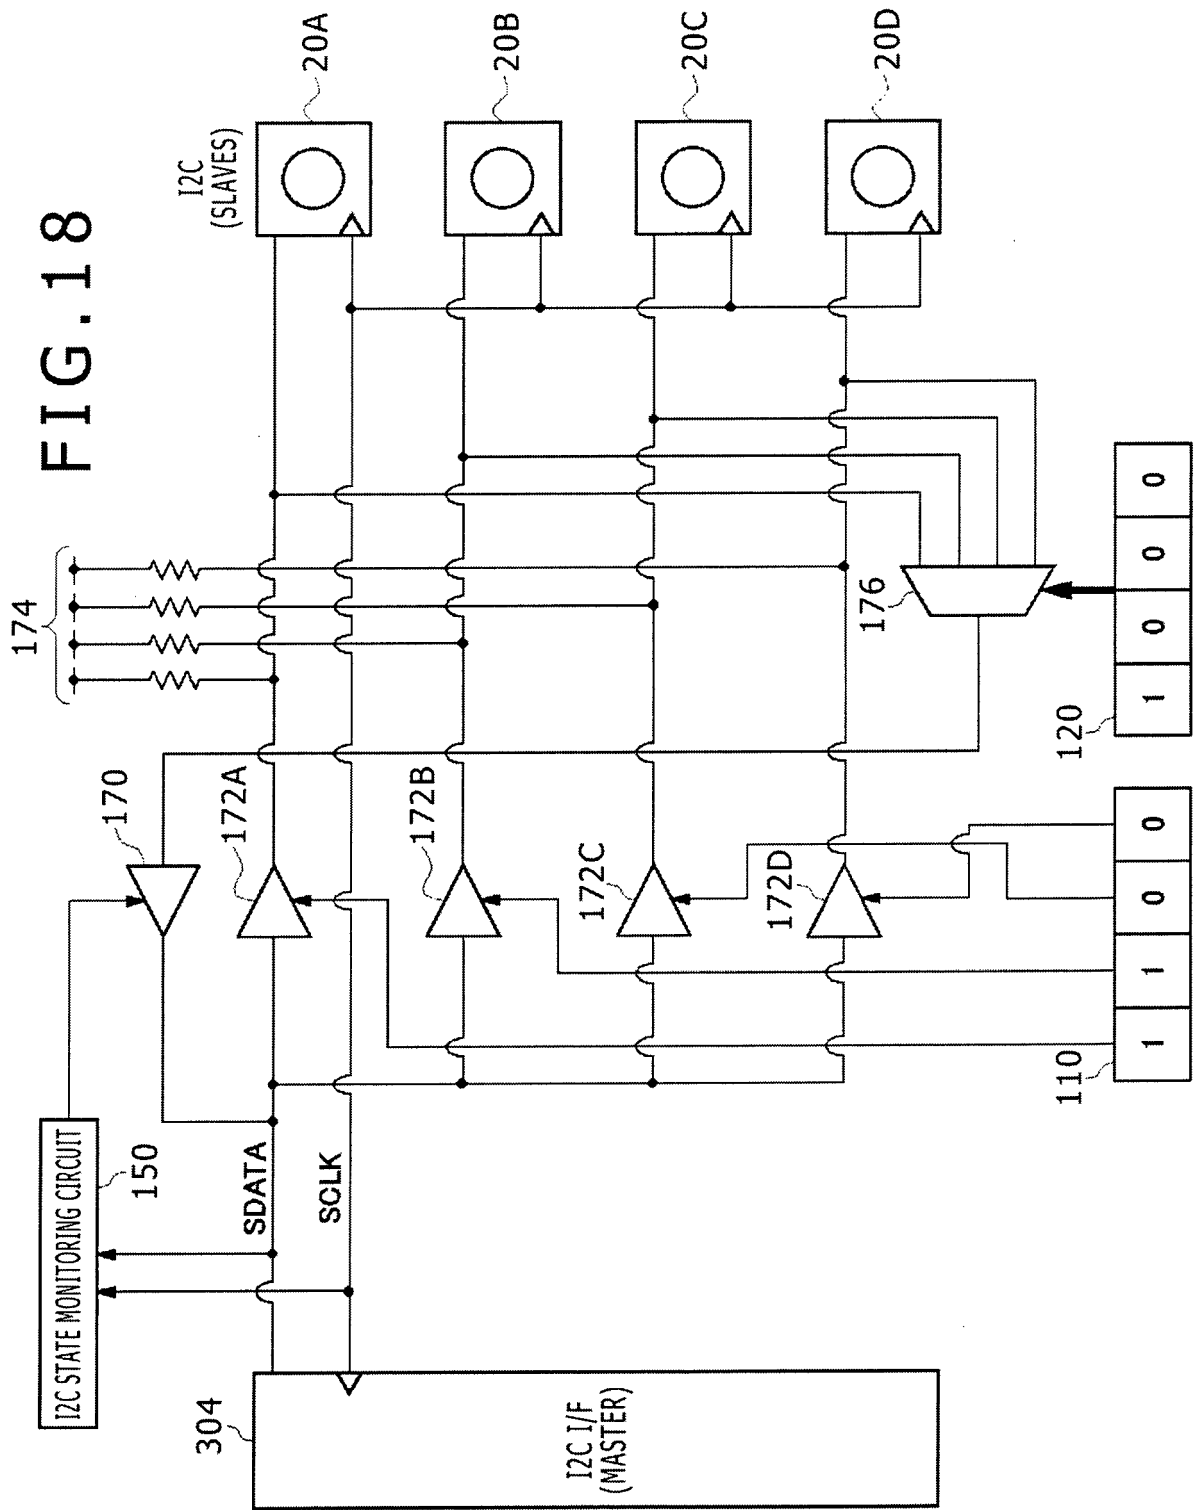 FIG.18
174
I2C
(SLAVES)
20A
20B
20C
20D
170
172A
172B
172C
172D
176
I2C STATE MONITORING CIRCUIT
150
SDATA
SCLK
304
I2C I/F
(MASTER)
110
1 1 0 0
120
1 0 0 0